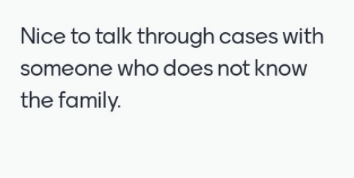 Nice to talk through cases with
someone who does not know
the family.